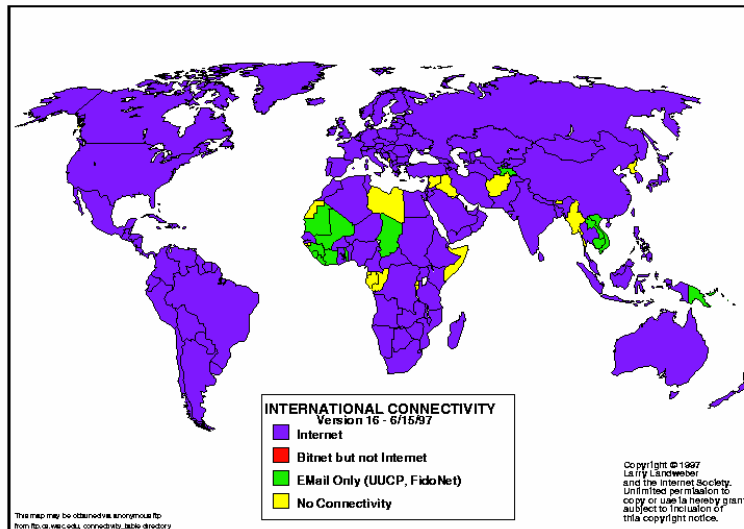 INTERNATIONAL CONNECTIVITY
Version 16 - 6/15/97
Internet
Bitnet but not Internet
EMail Only (UUCP, FidoNet)
No Connectivity
This map may be obtained via anonymous ftp
from ftp.cs.wisc.edu, connectivity_table directory
Copyright © 1997
Larry Landweber
and the Internet Society.
Unlimited permission to
copy or use is hereby grant
subject to inclusion of
this copyright notice.